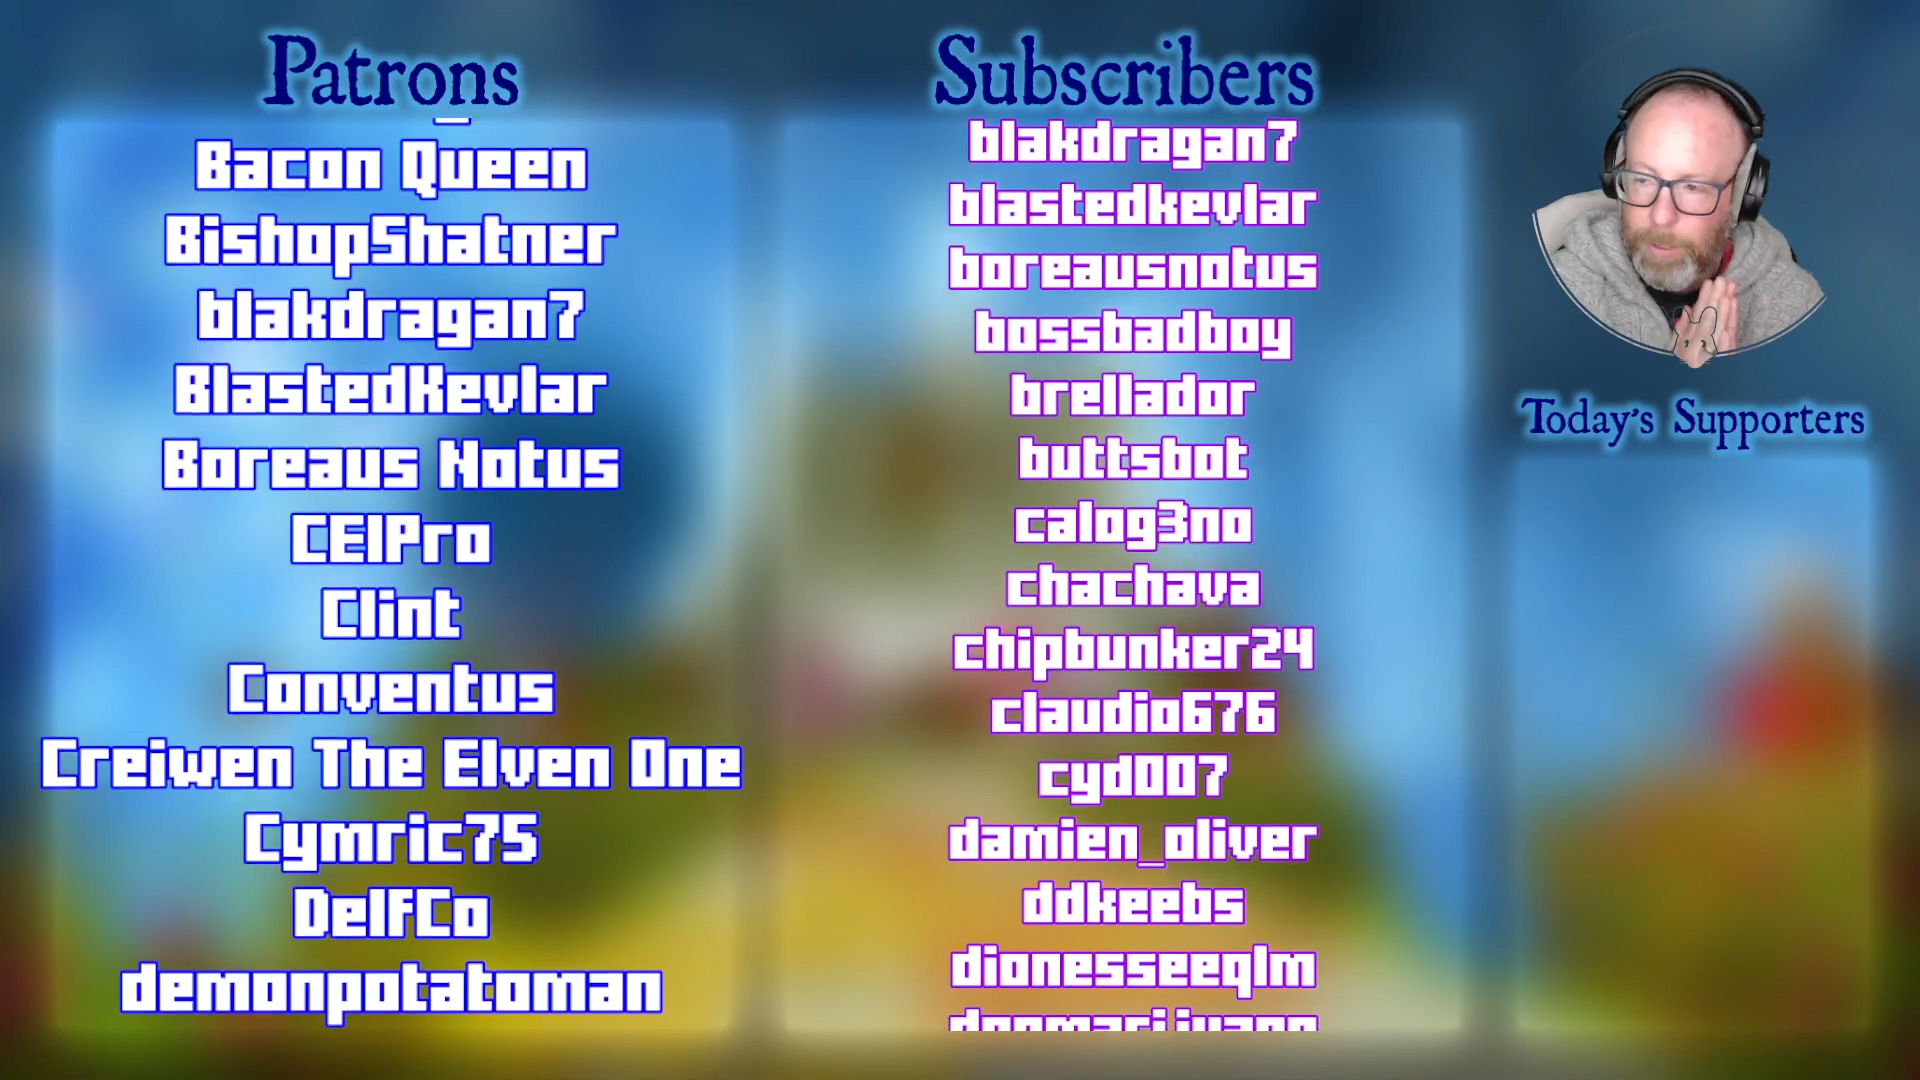 Patrons
Bacon Queen
BishopShatner
blakdragan7
BlastedKevlar
Boreaus Notus
CElPro
Clint
Conventus
Creiwen The Elven One
Cymric75
DelfCo
demonpotatoman
Subscribers
blakdragan7
blastedkevlar
boreausnotus
bossbadboy
brellador
buttsbot
calog3no
chachava
chipbunker24
claudio676
cyd007
damien_oliver
ddkeebs
dionesseeqlm
Today's Supporters